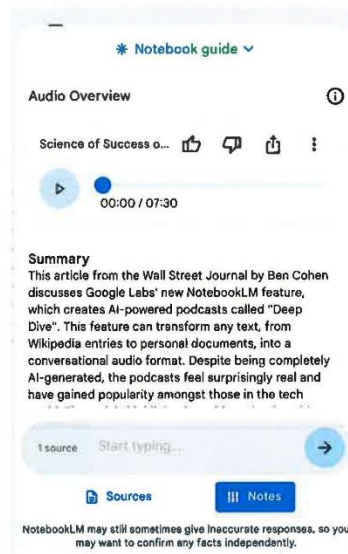 Notebook guide
Audio Overview
Science of Success o...
00:00 / 07:30
Summary
This article from the Wall Street Journal by Ben Cohen
discusses Google Labs' new NotebookLM feature,
which creates AI-powered podcasts called "Deep
Dive". This feature can transform any text, from
Wikipedia entries to personal documents, into a
conversational audio format. Despite being completely
AI-generated, the podcasts feel surprisingly real and
have gained popularity amongst those in the tech
1 source Start typing...
Sources Notes
NotebookLM may still sometimes give inaccurate responses, so you
may want to confirm any facts independently.